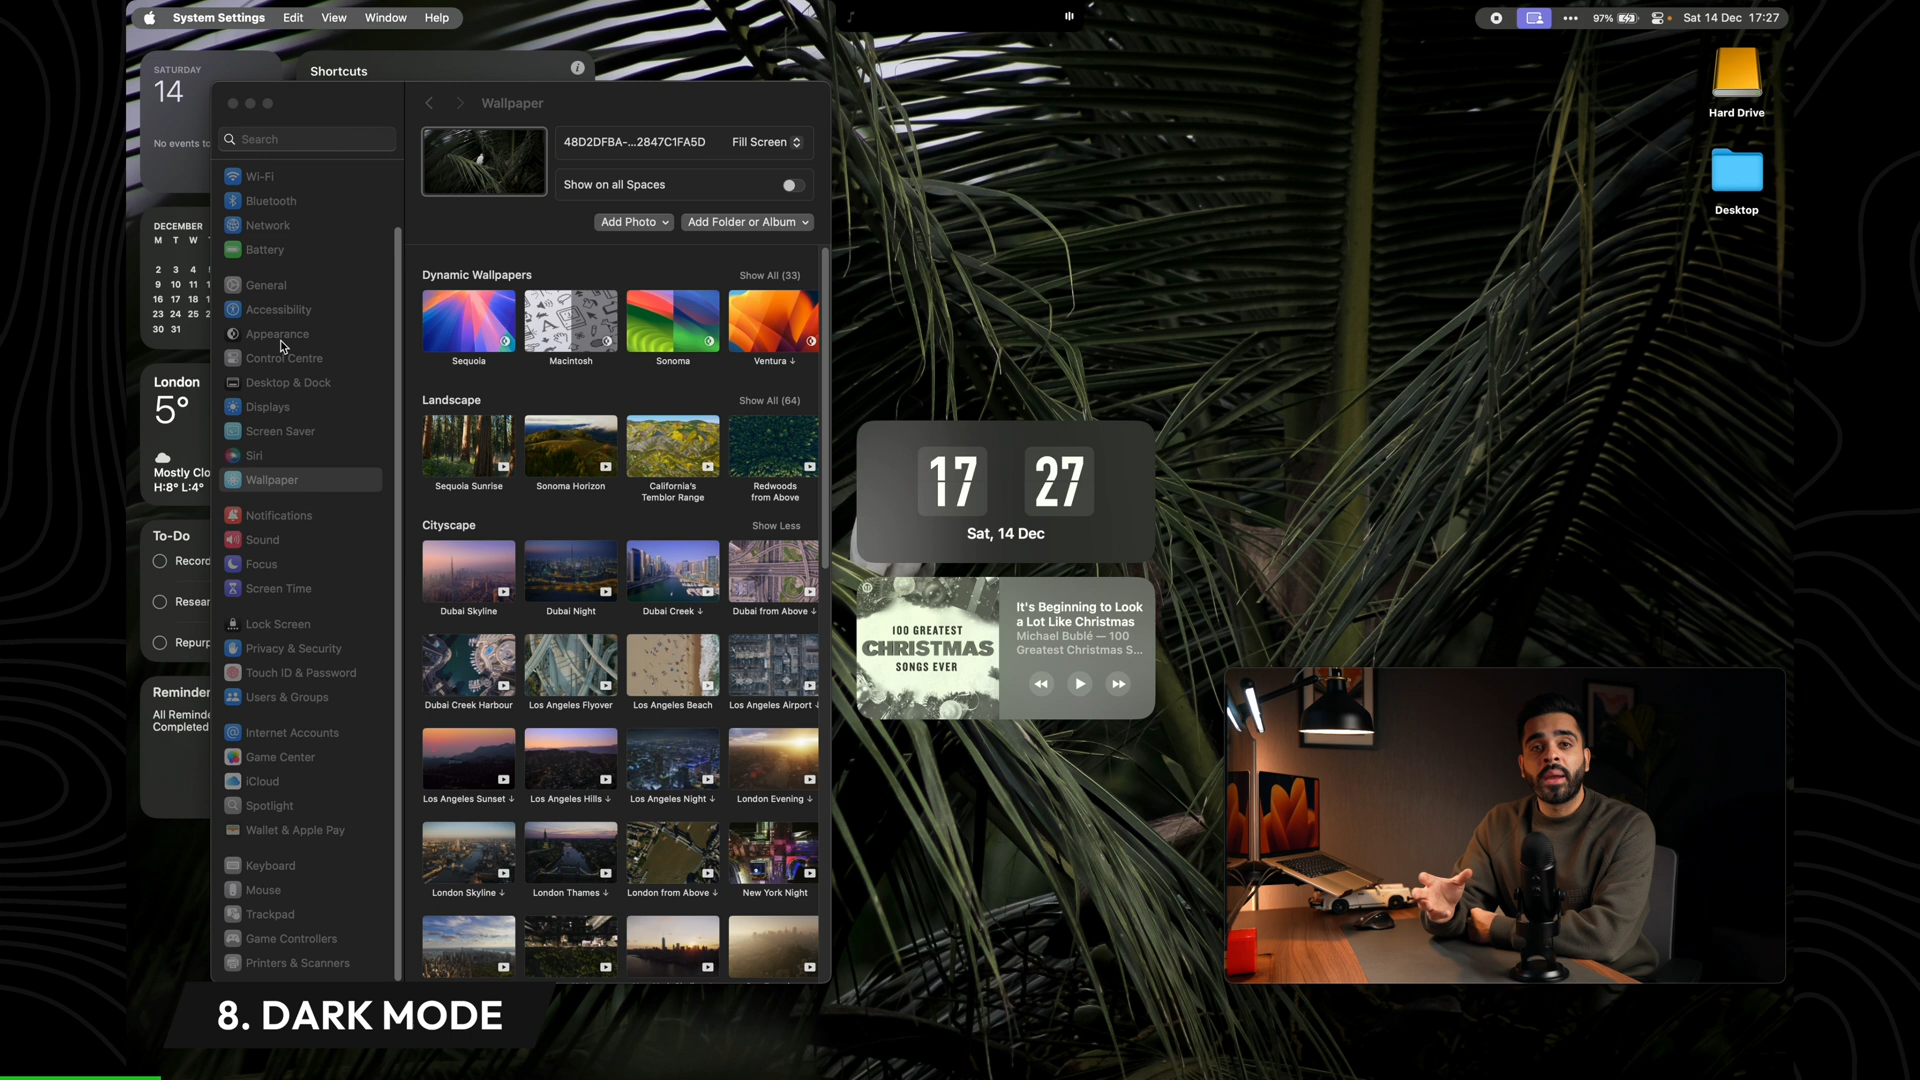 System Settings Edit View Window Help
97% Sat 14 Dec 17:27
SATURDAY
14
No events to
Shortcuts
DECEMBER
M T W
2 3 4
9 10 11 1
16 17 18 1
23 24 25 2
30 31
London
5°
Mostly Clo
H:8° L:4°
To-Do
Record
Resear
Repurp
Reminder
All Reminde
Completed
Search
Wi-Fi
Bluetooth
Network
Battery
General
Accessibility
Appearance
Control Centre
Desktop & Dock
Displays
Screen Saver
Siri
Wallpaper
Notifications
Sound
Focus
Screen Time
Lock Screen
Privacy & Security
Touch ID & Password
Users & Groups
Internet Accounts
Game Center
iCloud
Spotlight
Wallet & Apple Pay
Keyboard
Mouse
Trackpad
Game Controllers
Printers & Scanners
Wallpaper
48D2DFBA-...2847C1FA5D Fill Screen
Show on all Spaces
Add Photo Add Folder or Album
Dynamic Wallpapers Show All (33)
Sequoia Macintosh Sonoma Ventura ↓
Landscape Show All (64)
Sequoia Sunrise Sonoma Horizon California's Redwoods
Temblor Range from Above
Cityscape Show Less
Dubai Skyline Dubai Night Dubai Creek ↓ Dubai from Above ↓
Dubai Creek Harbour Los Angeles Flyover Los Angeles Beach Los Angeles Airport ↓
Los Angeles Sunset ↓ Los Angeles Hills ↓ Los Angeles Night ↓ London Evening ↓
London Skyline ↓ London Thames ↓ London from Above ↓ New York Night
17 27
Sat, 14 Dec
100 GREATEST
CHRISTMAS
SONGS EVER
It's Beginning to Look
a Lot Like Christmas
Michael Bublé — 100
Greatest Christmas S...
Hard Drive
Desktop
8. DARK MODE